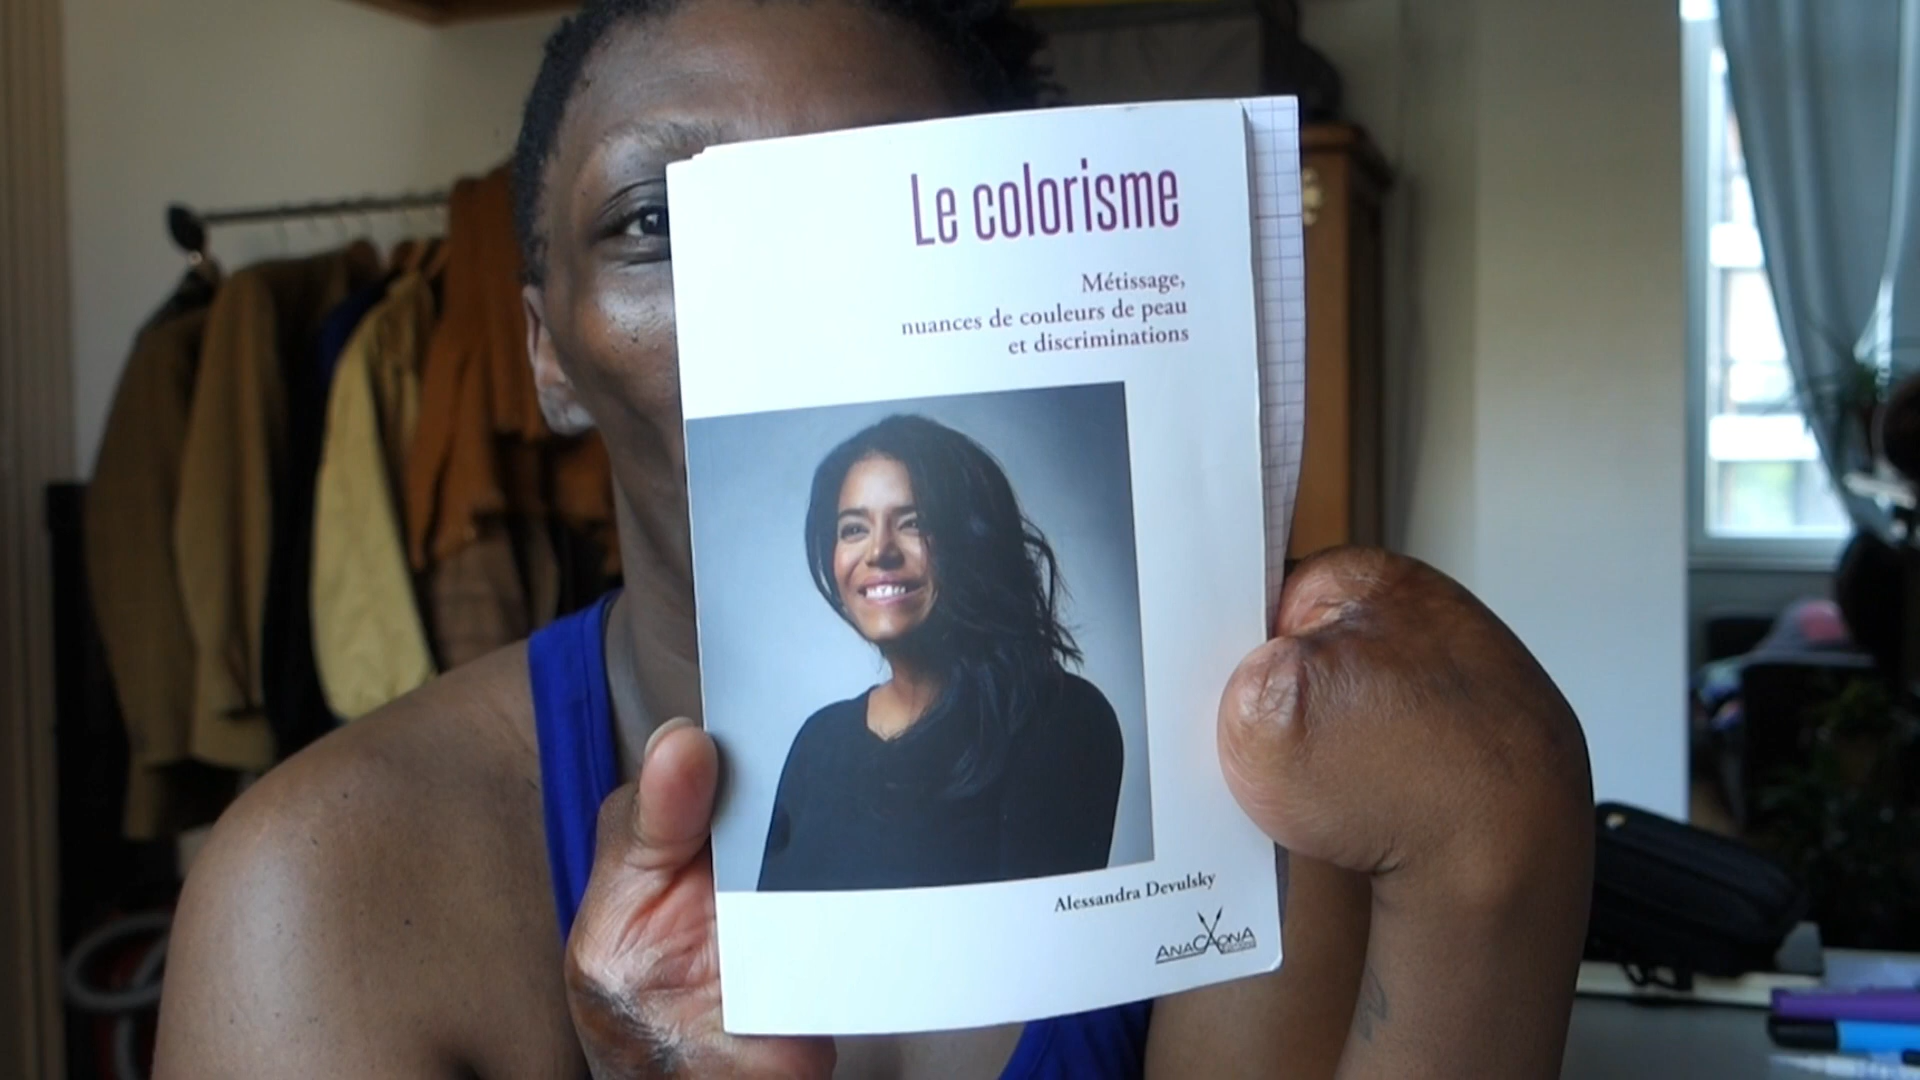 Le colorisme
Métissage,
nuances de couleurs de peau
et discriminations
Alessandra Devulsky
ANACAONA